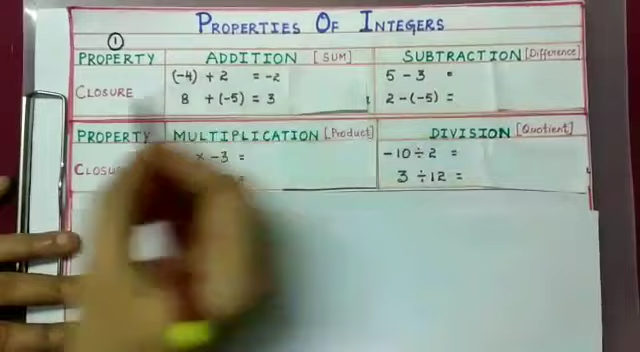 PROPERTIES OF INTEGERS
①
PROPERTY ADDITION [SUM] SUBTRACTION [Difference]
CLOSURE
(-4) + 2 = -2
8 + (-5) = 3
5 - 3 =
2 - (-5) =
PROPERTY MULTIPLICATION [Product] DIVISION [Quotient]
× -3 =
=
-10 ÷ 2 =
3 ÷ 12 =